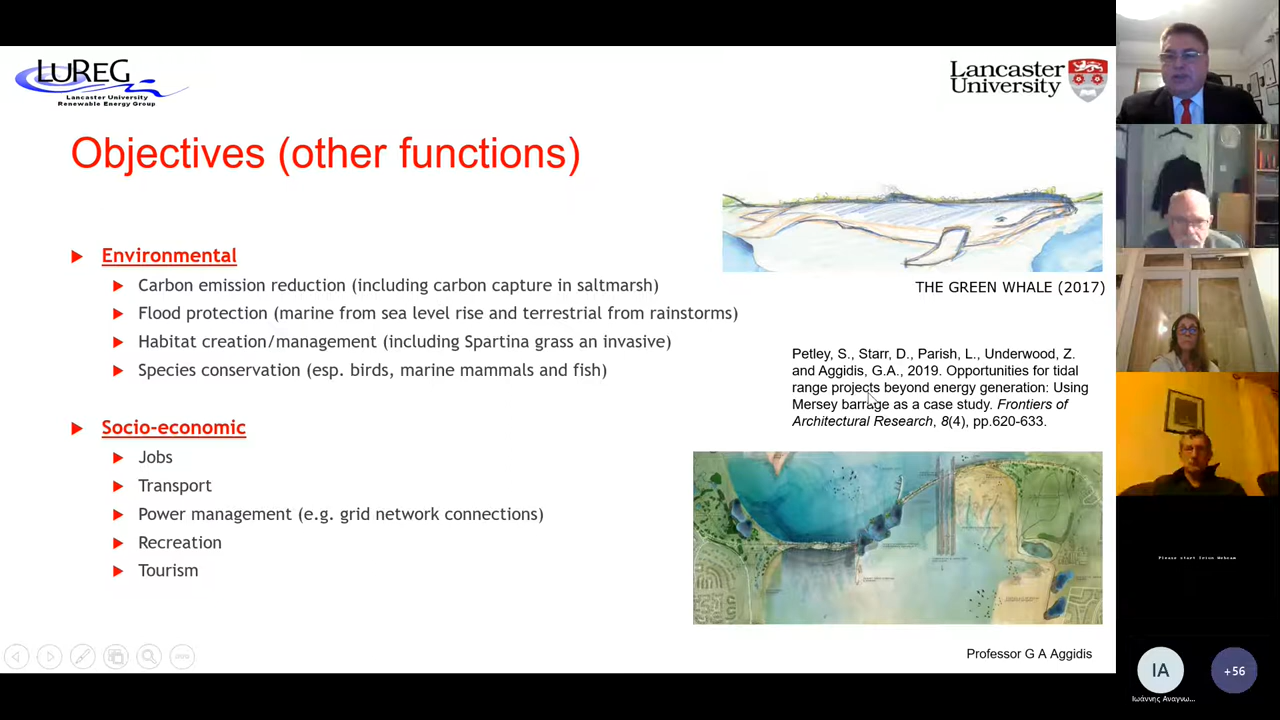 LUREG
Lancaster University
Renewable Energy Group
Lancaster
University
Objectives (other functions)
Environmental
Carbon emission reduction (including carbon capture in saltmarsh)
Flood protection (marine from sea level rise and terrestrial from rainstorms)
Habitat creation/management (including Spartina grass an invasive)
Species conservation (esp. birds, marine mammals and fish)
Socio-economic
Jobs
Transport
Power management (e.g. grid network connections)
Recreation
Tourism
THE GREEN WHALE (2017)
Petley, S., Starr, D., Parish, L., Underwood, Z.
and Aggidis, G.A., 2019. Opportunities for tidal
range projects beyond energy generation: Using
Mersey barrage as a case study. Frontiers of
Architectural Research, 8(4), pp.620-633.
Professor G A Aggidis
Please start Iriun Webcam
IA
+56
Ιωάννης Αναγνω...